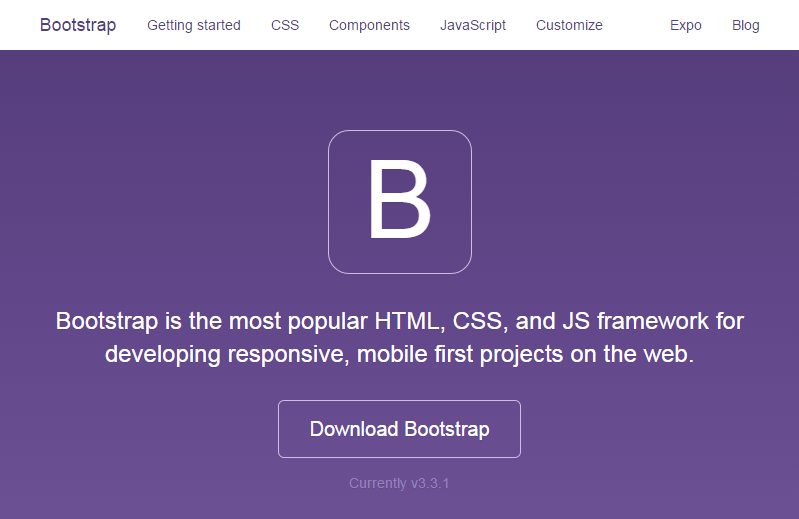 Bootstrap Getting started CSS Components JavaScript Customize Expo Blog
B
Bootstrap is the most popular HTML, CSS, and JS framework for
developing responsive, mobile first projects on the web.
Download Bootstrap
Currently v3.3.1